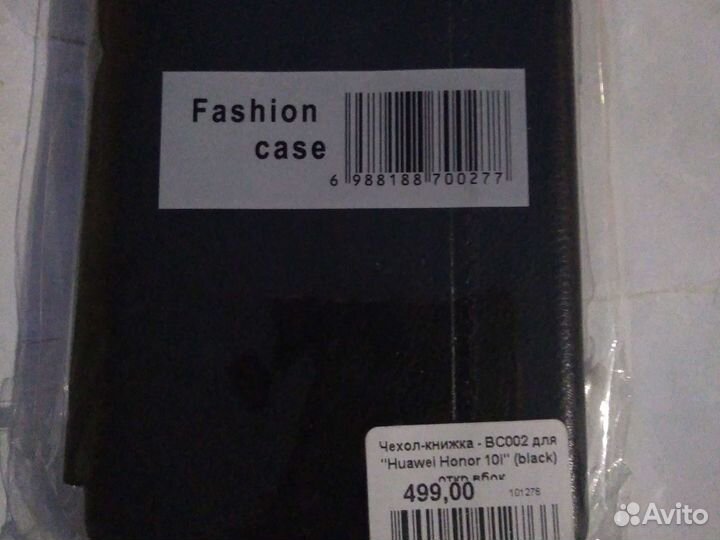 Fashion
case
6 988188 700277
Чехол-книжка - BC002 для
"Huawei Honor 10i" (black)
откр.вбок
499,00 101276
Avito